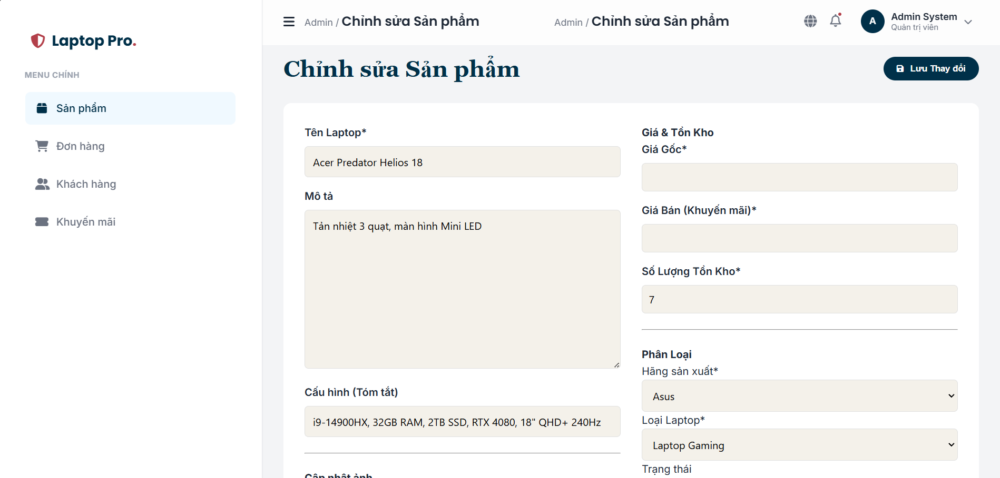 Laptop Pro.
MENU CHÍNH
Sản phẩm
Đơn hàng
Khách hàng
Khuyến mãi
Admin / Chỉnh sửa Sản phẩm
Admin / Chỉnh sửa Sản phẩm
A
Admin System
Quản trị viên
Chỉnh sửa Sản phẩm
Lưu Thay đổi
Tên Laptop*
Acer Predator Helios 18
Mô tả
Tản nhiệt 3 quạt, màn hình Mini LED
Cấu hình (Tóm tắt)
i9-14900HX, 32GB RAM, 2TB SSD, RTX 4080, 18" QHD+ 240Hz
Cập nhật ảnh
Giá & Tồn Kho
Giá Gốc*
Giá Bán (Khuyến mãi)*
Số Lượng Tồn Kho*
7
Phân Loại
Hãng sản xuất*
Asus
Loại Laptop*
Laptop Gaming
Trạng thái